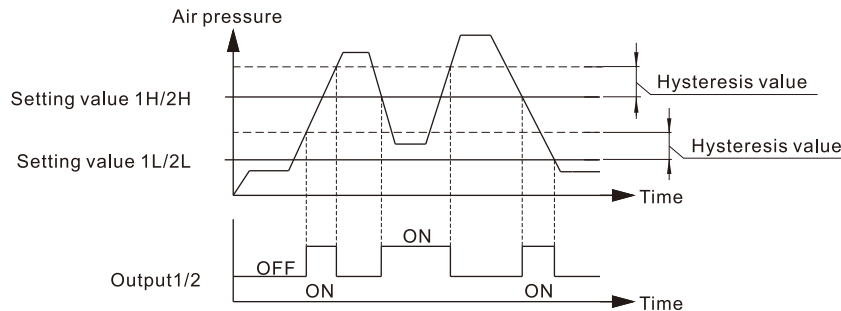 Air pressure
Hysteresis value
Setting value 1H/2H
Hysteresis value
Setting value 1L/2L
Time
ON
OFF
Output1/2
ON
ON
Time